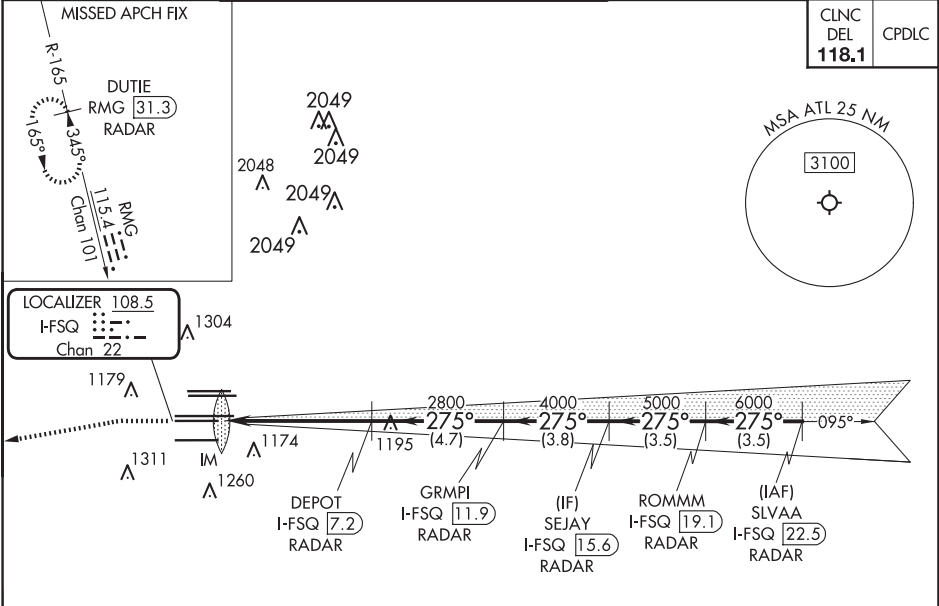 MISSED APCH FIX
R-165
DUTIE
RMG 31.3
RADAR
165°
345°
RMG
115.4
Chan 101
CLNC
DEL
118.1
CPDLC
MSA ATL 25 NM
3100
2049
2049
2048
2049
2049
LOCALIZER 108.5
I-FSQ
Chan 22
1304
1179
1311
IM
1260
1174
1195
2800
275°
(4.7)
4000
275°
(3.8)
5000
275°
(3.5)
6000
275°
(3.5)
095°
DEPOT
I-FSQ 7.2
RADAR
GRMPI
I-FSQ 11.9
RADAR
(IF)
SEJAY
I-FSQ 15.6
RADAR
ROMMM
I-FSQ 19.1
RADAR
(IAF)
SLVAA
I-FSQ 22.5
RADAR